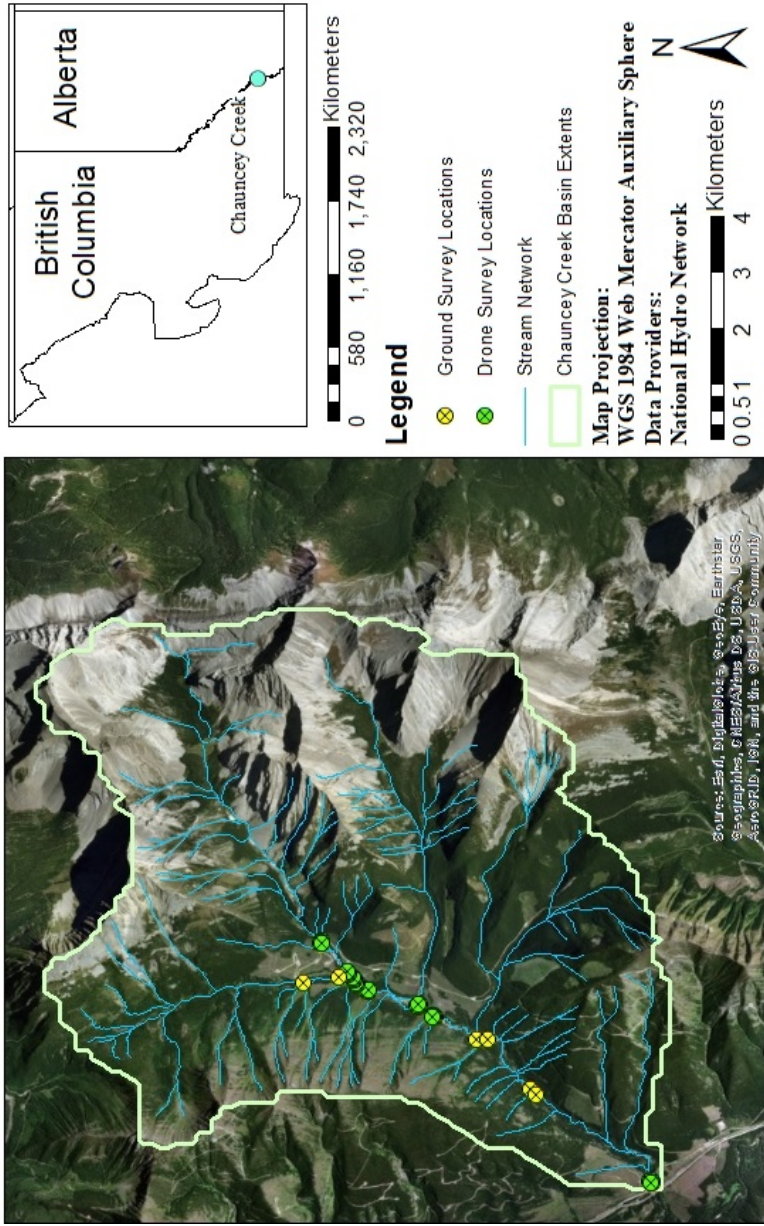 British
Columbia
Alberta
Chauncey Creek
0 580 1,160 1,740 2,320
Kilometers
Legend
Ground Survey Locations
Drone Survey Locations
Stream Network
Chauncey Creek Basin Extents
Map Projection:
WGS 1984 Web Mercator Auxiliary Sphere
Data Providers:
National Hydro Network
N
0 0.5 1 2 3 4
Kilometers
Source: Esri, DigitalGlobe, GeoEye, Earthstar
Geographics, CNES/Airbus DS, USDA, USGS,
AeroGRID, IGN, and the GIS User Community